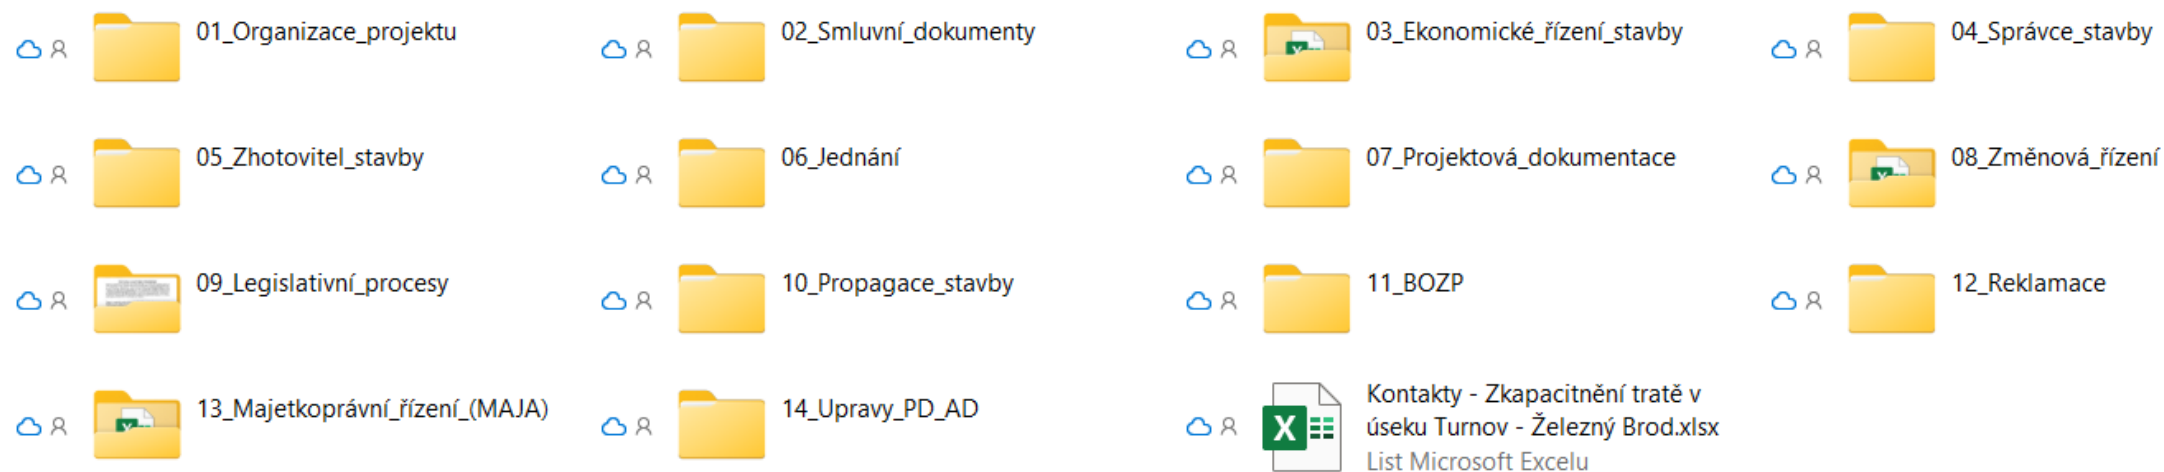 01_Organizace_projektu
02_Smluvní_dokumenty
03_Ekonomické_řízení_stavby
04_Správce_stavby
05_Zhotovitel_stavby
06_Jednání
07_Projektová_dokumentace
08_Změnová_řízení
09_Legislativní_procesy
10_Propagace_stavby
11_BOZP
12_Reklamace
13_Majetkoprávní_řízení_(MAJA)
14_Upravy_PD_AD
Kontakty - Zkapacitnění tratě v
úseku Turnov - Železný Brod.xlsx
List Microsoft Excelu